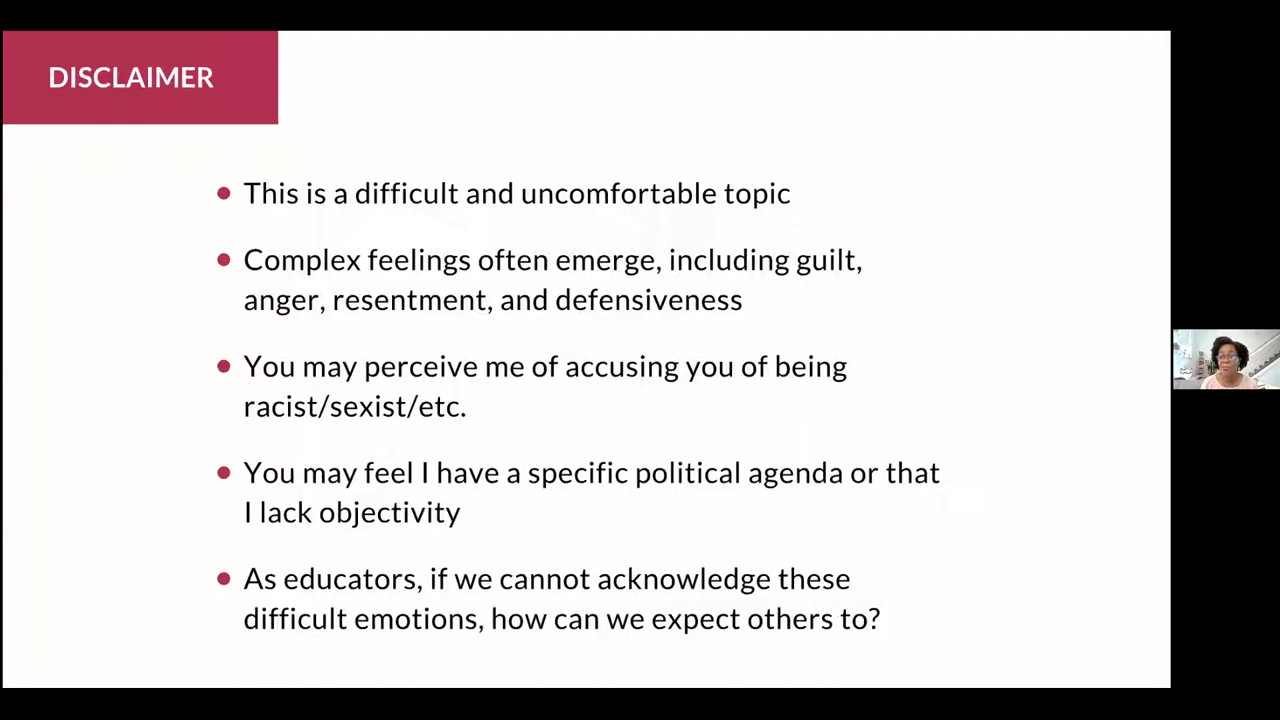 DISCLAIMER
This is a difficult and uncomfortable topic
Complex feelings often emerge, including guilt,
anger, resentment, and defensiveness
You may perceive me of accusing you of being
racist/sexist/etc.
You may feel I have a specific political agenda or that
I lack objectivity
As educators, if we cannot acknowledge these
difficult emotions, how can we expect others to?